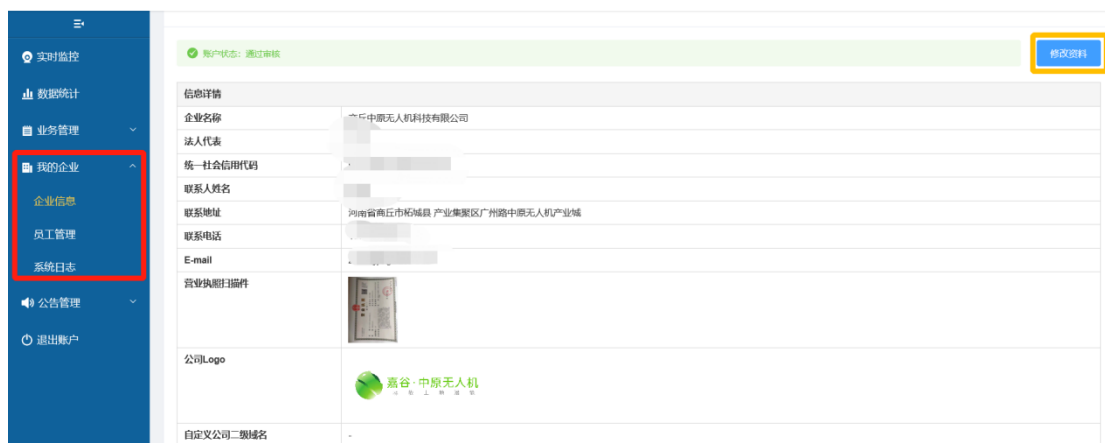 实时监控
数据统计
业务管理
我的企业
企业信息
员工管理
系统日志
公告管理
退出账户
账户状态：通过审核
修改资料
信息详情
企业名称 商丘中原无人机科技有限公司
法人代表
统一社会信用代码
联系人姓名
联系地址 河南省商丘市柘城县 产业集聚区广州路中原无人机产业城
联系电话
E-mail
营业执照扫描件
公司Logo
嘉谷·中原无人机
自定义公司二级域名 -